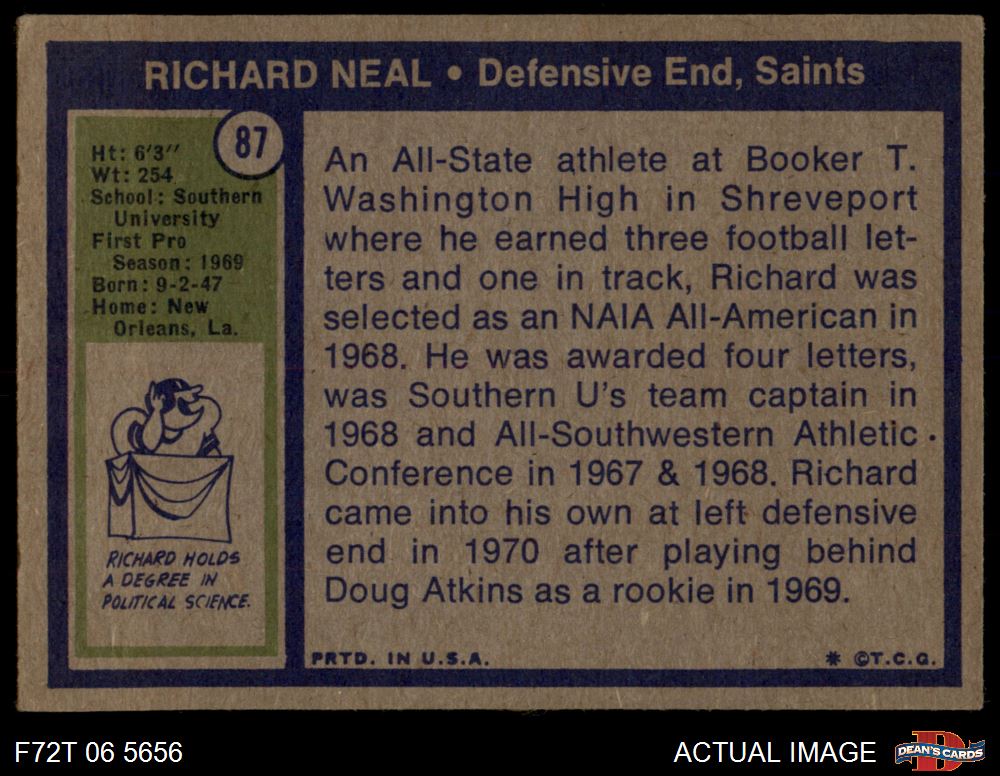 RICHARD NEAL • Defensive End, Saints
87
Ht: 6'3"
Wt: 254
School: Southern
University
First Pro
Season: 1969
Born: 9-2-47
Home: New
Orleans, La.
RICHARD HOLDS
A DEGREE IN
POLITICAL SCIENCE.
An All-State athlete at Booker T.
Washington High in Shreveport
where he earned three football let-
ters and one in track, Richard was
selected as an NAIA All-American in
1968. He was awarded four letters,
was Southern U's team captain in
1968 and All-Southwestern Athletic
Conference in 1967 & 1968. Richard
came into his own at left defensive
end in 1970 after playing behind
Doug Atkins as a rookie in 1969.
PRTD. IN U.S.A.
* ©T.C.G.
F72T 06 5656
ACTUAL IMAGE
DEAN'S CARDS